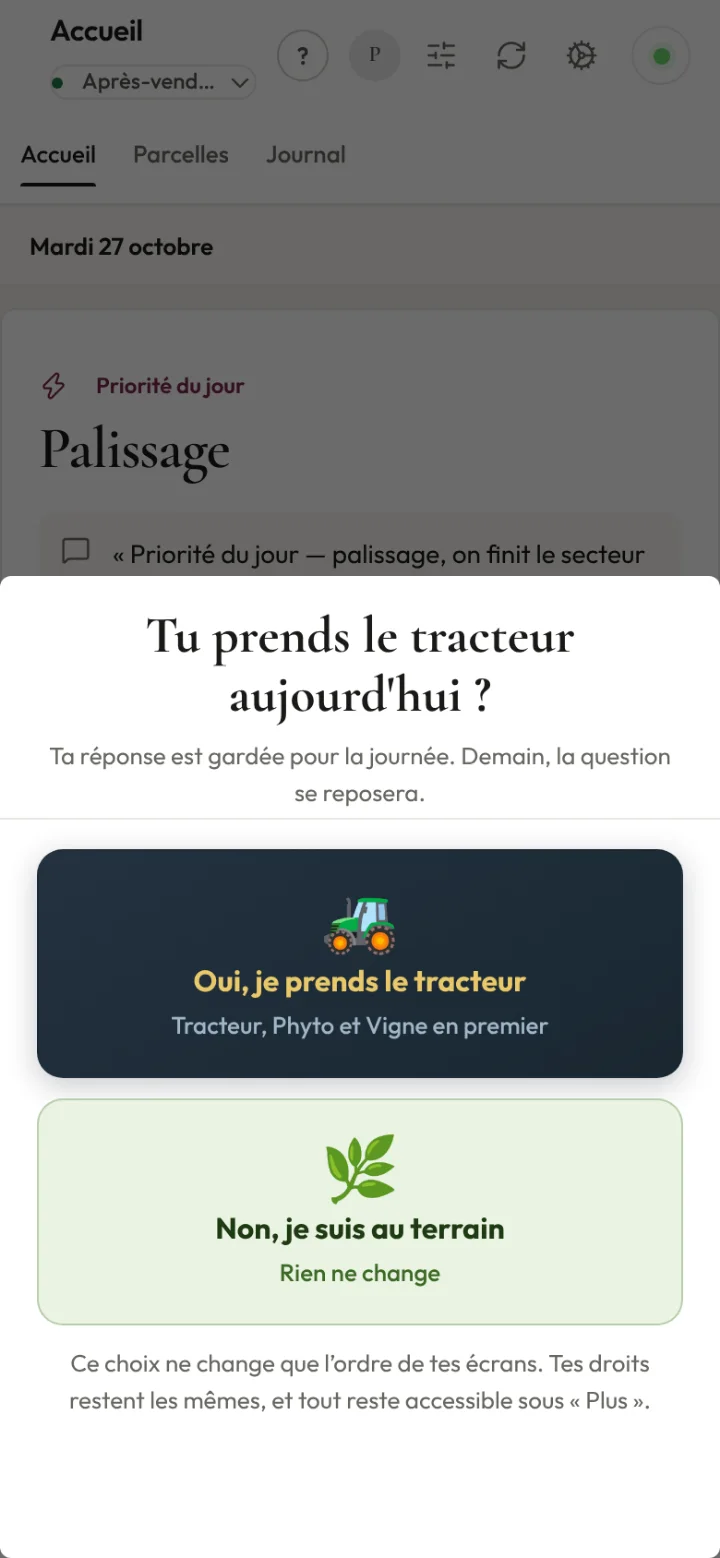 Accueil
Après-vend...
?
P
Accueil
Parcelles
Journal
Mardi 27 octobre
Priorité du jour
Palissage
« Priorité du jour — palissage, on finit le secteur
Tu prends le tracteur
aujourd'hui ?
Ta réponse est gardée pour la journée. Demain, la question
se reposera.
Oui, je prends le tracteur
Tracteur, Phyto et Vigne en premier
Non, je suis au terrain
Rien ne change
Ce choix ne change que l’ordre de tes écrans. Tes droits
restent les mêmes, et tout reste accessible sous « Plus ».